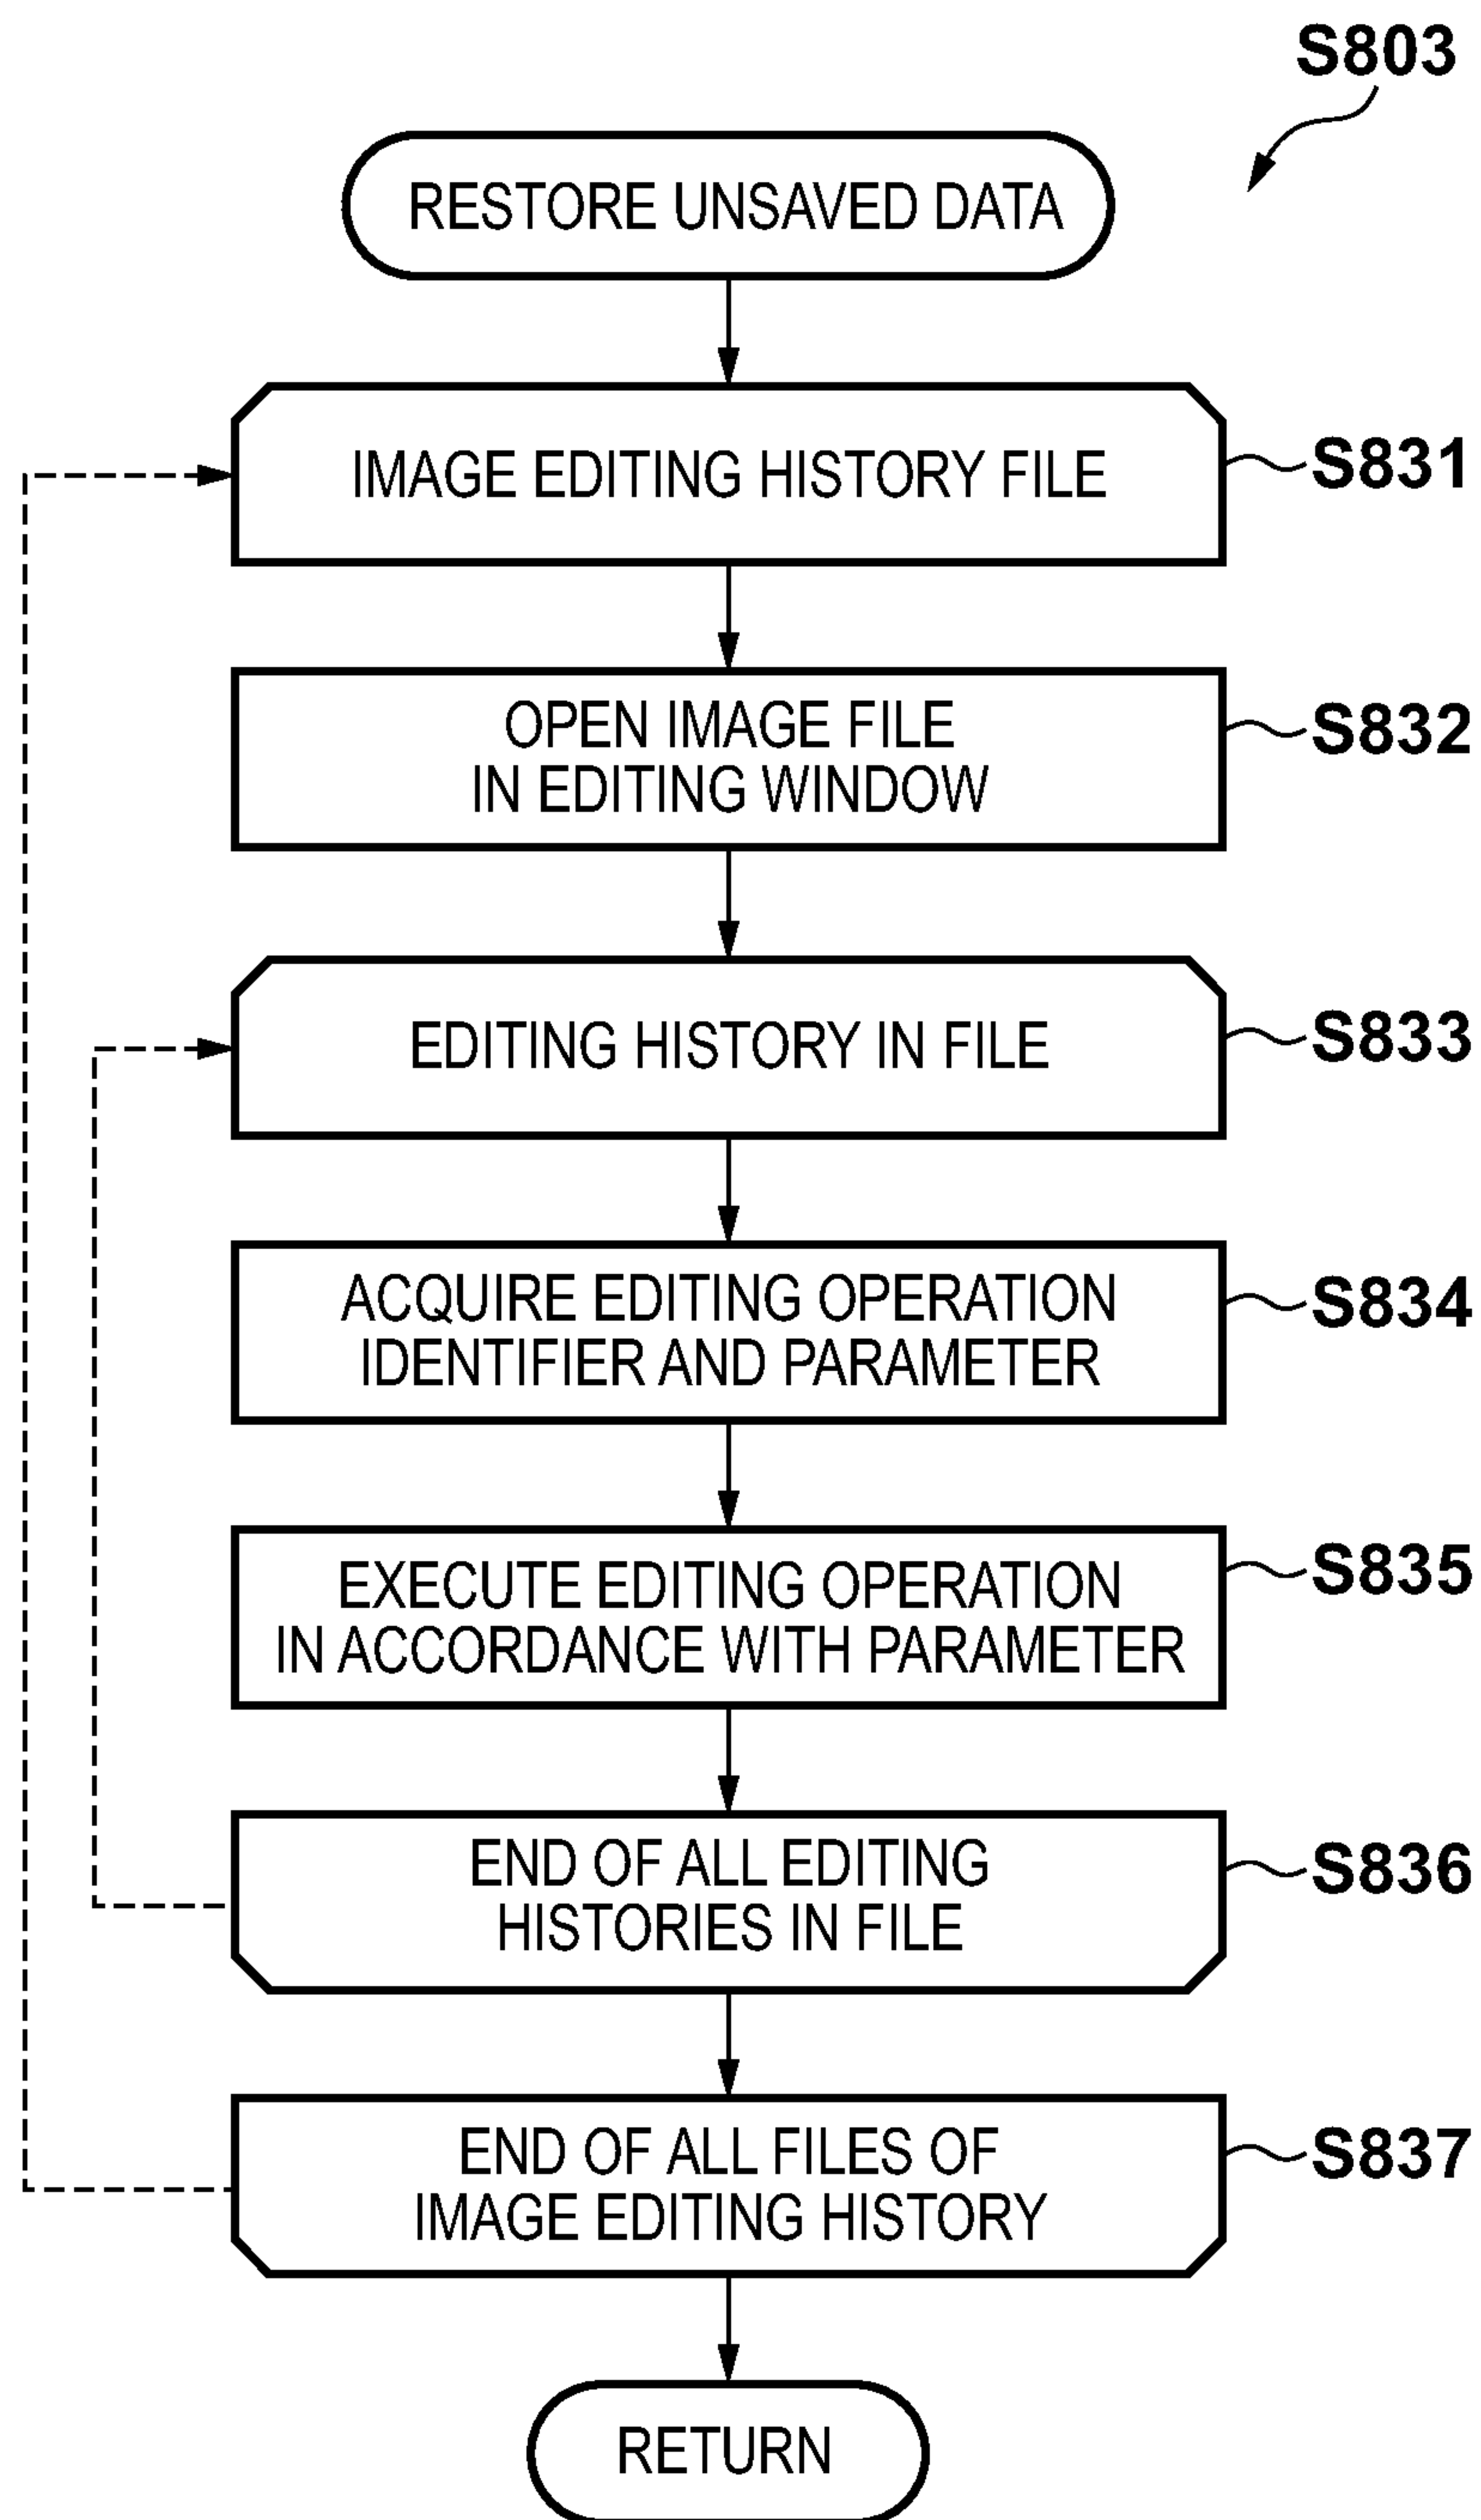 S803
RESTORE UNSAVED DATA
IMAGE EDITING HISTORY FILE
S831
OPEN IMAGE FILE
IN EDITING WINDOW
S832
EDITING HISTORY IN FILE
S833
ACQUIRE EDITING OPERATION
IDENTIFIER AND PARAMETER
S834
EXECUTE EDITING OPERATION
IN ACCORDANCE WITH PARAMETER
S835
END OF ALL EDITING
HISTORIES IN FILE
S836
END OF ALL FILES OF
IMAGE EDITING HISTORY
S837
RETURN